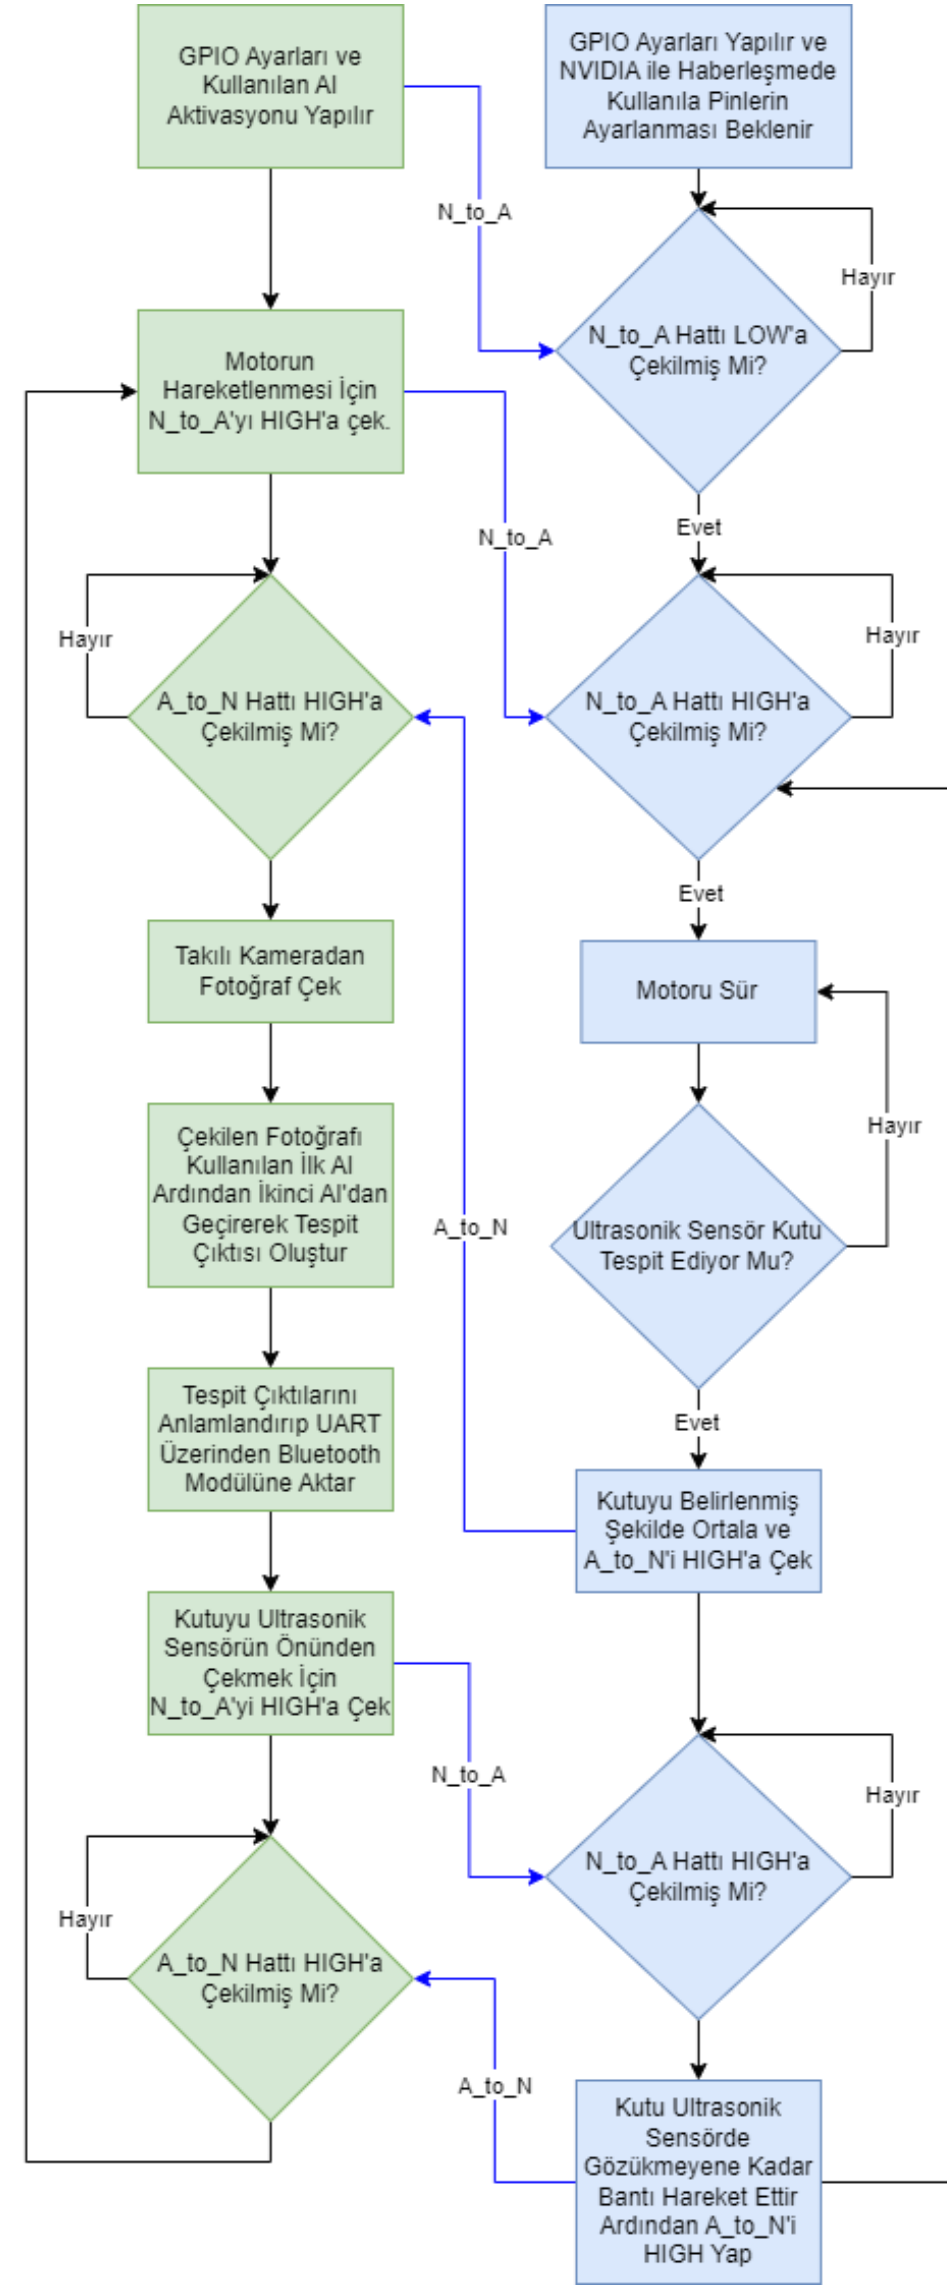 GPIO Ayarları ve
Kullanılan AI
Aktivasyonu Yapılır
GPIO Ayarları Yapılır ve
NVIDIA ile Haberleşmede
Kullanıla Pinlerin
Ayarlanması Beklenir
N_to_A
Hayır
N_to_A Hattı LOW'a
Çekilmiş Mi?
Motorun
Hareketlenmesi İçin
N_to_A'yı HIGH'a çek.
Evet
N_to_A
Hayır
Hayır
A_to_N Hattı HIGH'a
Çekilmiş Mi?
N_to_A Hattı HIGH'a
Çekilmiş Mi?
Evet
Takılı Kameradan
Fotoğraf Çek
Motoru Sür
Çekilen Fotoğrafı
Kullanılan İlk AI
Ardından İkinci AI'dan
Geçirerek Tespit
Çıktısı Oluştur
Hayır
A_to_N
Ultrasonik Sensör Kutu
Tespit Ediyor Mu?
Tespit Çıktılarını
Anlamlandırıp UART
Üzerinden Bluetooth
Modülüne Aktar
Evet
Kutuyu Belirlenmiş
Şekilde Ortala ve
A_to_N'i HIGH'a Çek
Kutuyu Ultrasonik
Sensörün Önünden
Çekmek İçin
N_to_A'yi HIGH'a Çek
N_to_A
Hayır
N_to_A Hattı HIGH'a
Çekilmiş Mi?
Hayır
A_to_N Hattı HIGH'a
Çekilmiş Mi?
A_to_N
Kutu Ultrasonik
Sensörde
Gözükmeyene Kadar
Bantı Hareket Ettir
Ardından A_to_N'i
HIGH Yap